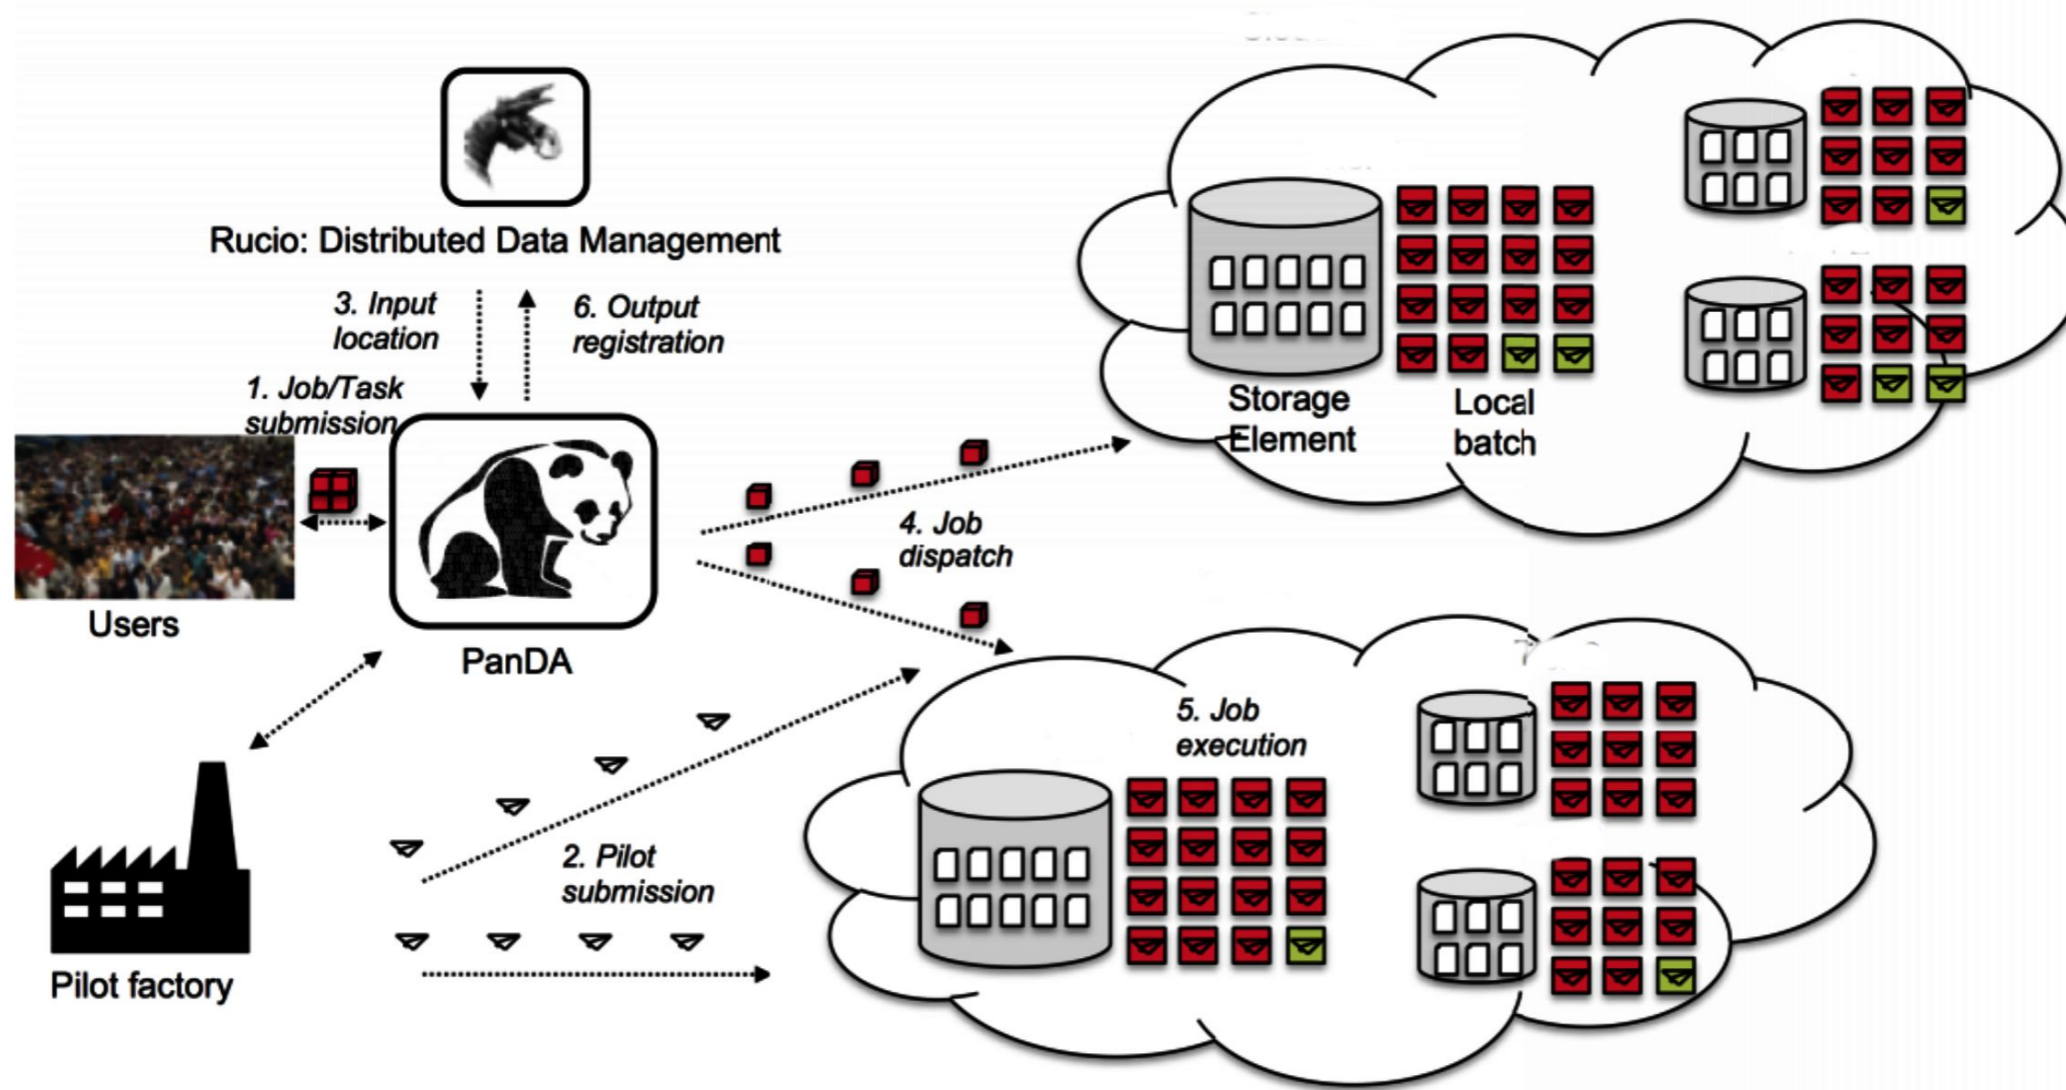 Rucio: Distributed Data Management
3. Input
location
6. Output
registration
1. Job/Task
submission
Users
PanDA
4. Job
dispatch
Storage
Element
Local
batch
2. Pilot
submission
5. Job
execution
Pilot factory